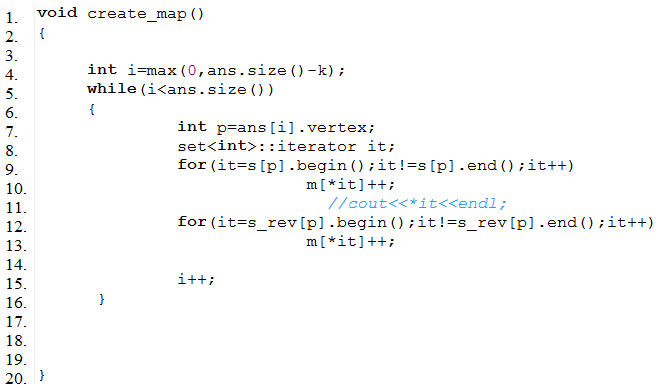 1. void create_map()
2. {
3.
4. int i=max(0,ans.size()-k);
5. while(i<ans.size())
6. {
7. int p=ans[i].vertex;
8. set<int>::iterator it;
9. for(it=s[p].begin();it!=s[p].end();it++)
10. m[*it]++;
11. //cout<<*it<<endl;
12. for(it=s_rev[p].begin();it!=s_rev[p].end();it++)
13. m[*it]++;
14.
15. i++;
16. }
17.
18.
19.
20. }